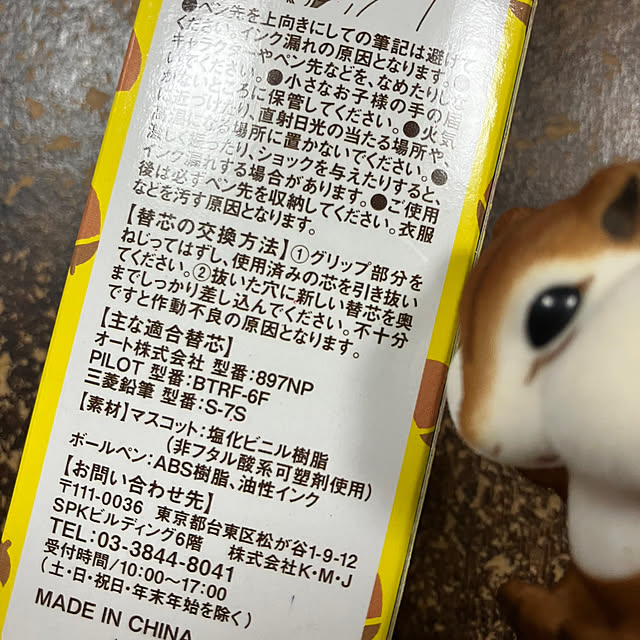 ●ペン先を上向きにしての筆記は避けて
ください。インク漏れの原因となります。●
キャラクターやペン先などを、なめたりしな
いでください。●小さなお子様の手の届
かないところに保管してください。●火気
に近づけたり、直射日光の当たる場所や、
高温になる場所に置かないでください。●
激しく振ったり、ショックを与えたりすると、
インク漏れする場合があります。●ご使用
後は必ずペン先を収納してください。衣服
などを汚す原因となります。
【替芯の交換方法】①グリップ部分を
ねじってはずし、使用済みの芯を引き抜い
てください。②抜いた穴に新しい替芯を奥
までしっかり差し込んでください。不十分
ですと作動不良の原因となります。
【主な適合替芯】
オート株式会社 型番:897NP
PILOT 型番:BTRF-6F
三菱鉛筆 型番:S-7S
【素材】マスコット:塩化ビニル樹脂
(非フタル酸系可塑剤使用)
ボールペン:ABS樹脂、油性インク
【お問い合わせ先】
〒111-0036 東京都台東区松が谷1-9-12
SPKビルディング6階 株式会社K・M・J
TEL:03-3844-8041
受付時間/10:00〜17:00
(土・日・祝日・年末年始を除く)
MADE IN CHINA